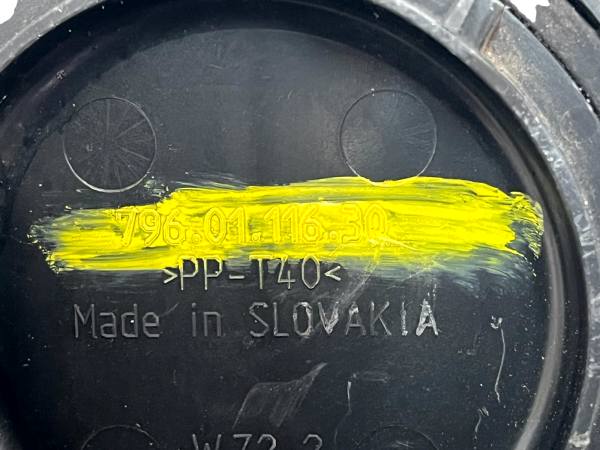 796.01.116.30
>PP-T40<
Made in SLOVAKIA